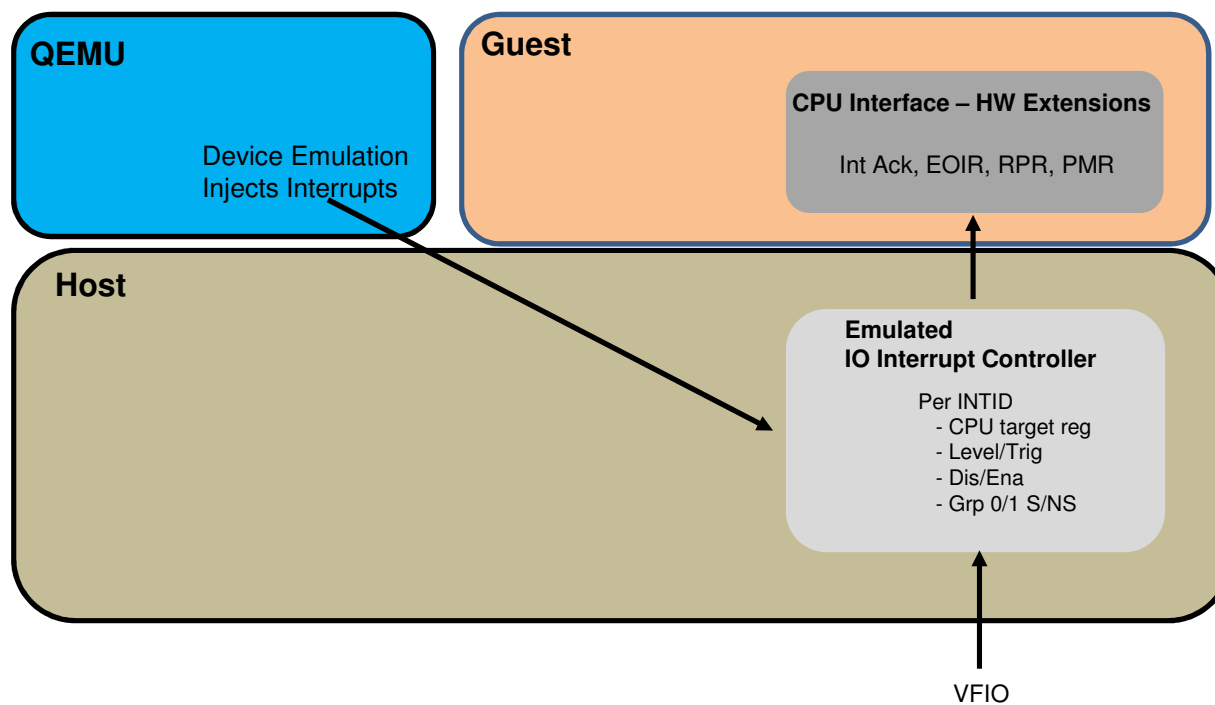 QEMU
Device Emulation
Injects Interrupts
Guest
CPU Interface – HW Extensions
Int Ack, EOIR, RPR, PMR
Host
Emulated
IO Interrupt Controller
Per INTID
- CPU target reg
- Level/Trig
- Dis/Ena
- Grp 0/1 S/NS
VFIO